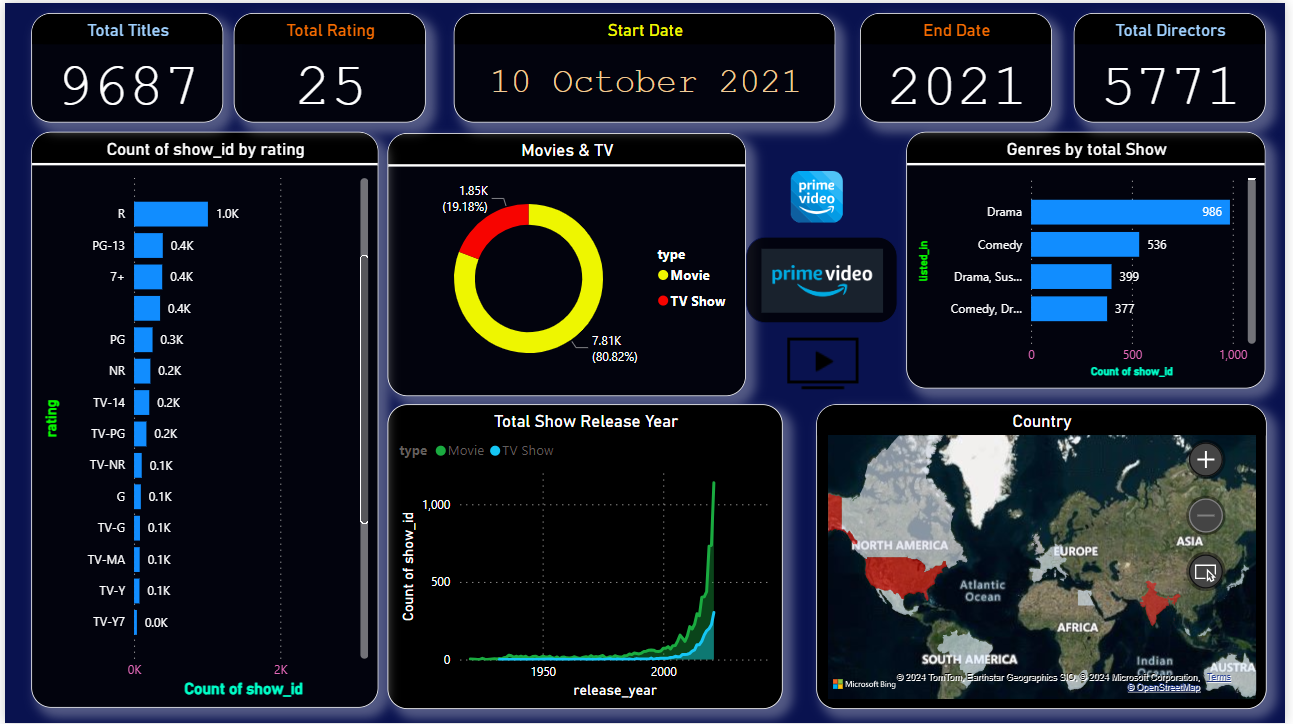 Total Titles
9687
Total Rating
25
Start Date
10 October 2021
End Date
2021
Total Directors
5771
Count of show_id by rating
rating
R 1.0K
PG-13 0.4K
7+ 0.4K
0.4K
PG 0.3K
NR 0.2K
TV-14 0.2K
TV-PG 0.2K
TV-NR 0.1K
G 0.1K
TV-G 0.1K
TV-MA 0.1K
TV-Y 0.1K
TV-Y7 0.0K
0K 2K
Count of show_id
Movies & TV
1.85K
(19.18%)
7.81K
(80.82%)
type
Movie
TV Show
prime
video
prime video
Genres by total Show
listed_in
Drama 986
Comedy 536
Drama, Sus... 399
Comedy, Dr... 377
0 500 1,000
Count of show_id
Total Show Release Year
type Movie TV Show
Count of show_id
1,000
500
0
1950 2000
release_year
Country
NORTH AMERICA
EUROPE
ASIA
Atlantic
Ocean
AFRICA
SOUTH AMERICA
Indian
Ocean
AUSTRA
Microsoft Bing
© 2024 TomTom, Earthstar Geographics SIO, © 2024 Microsoft Corporation, Terms
© OpenStreetMap